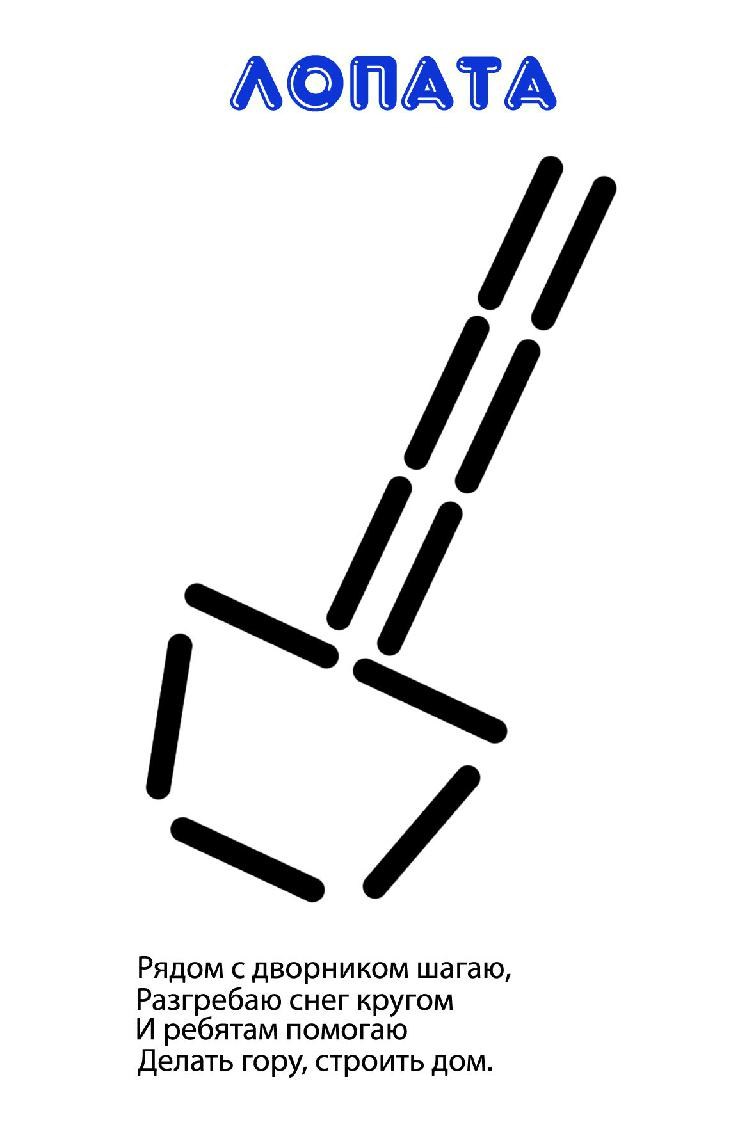 ЛОПАТА
Рядом с дворником шагаю,
Разгребаю снег кругом
И ребятам помогаю
Делать гору, строить дом.